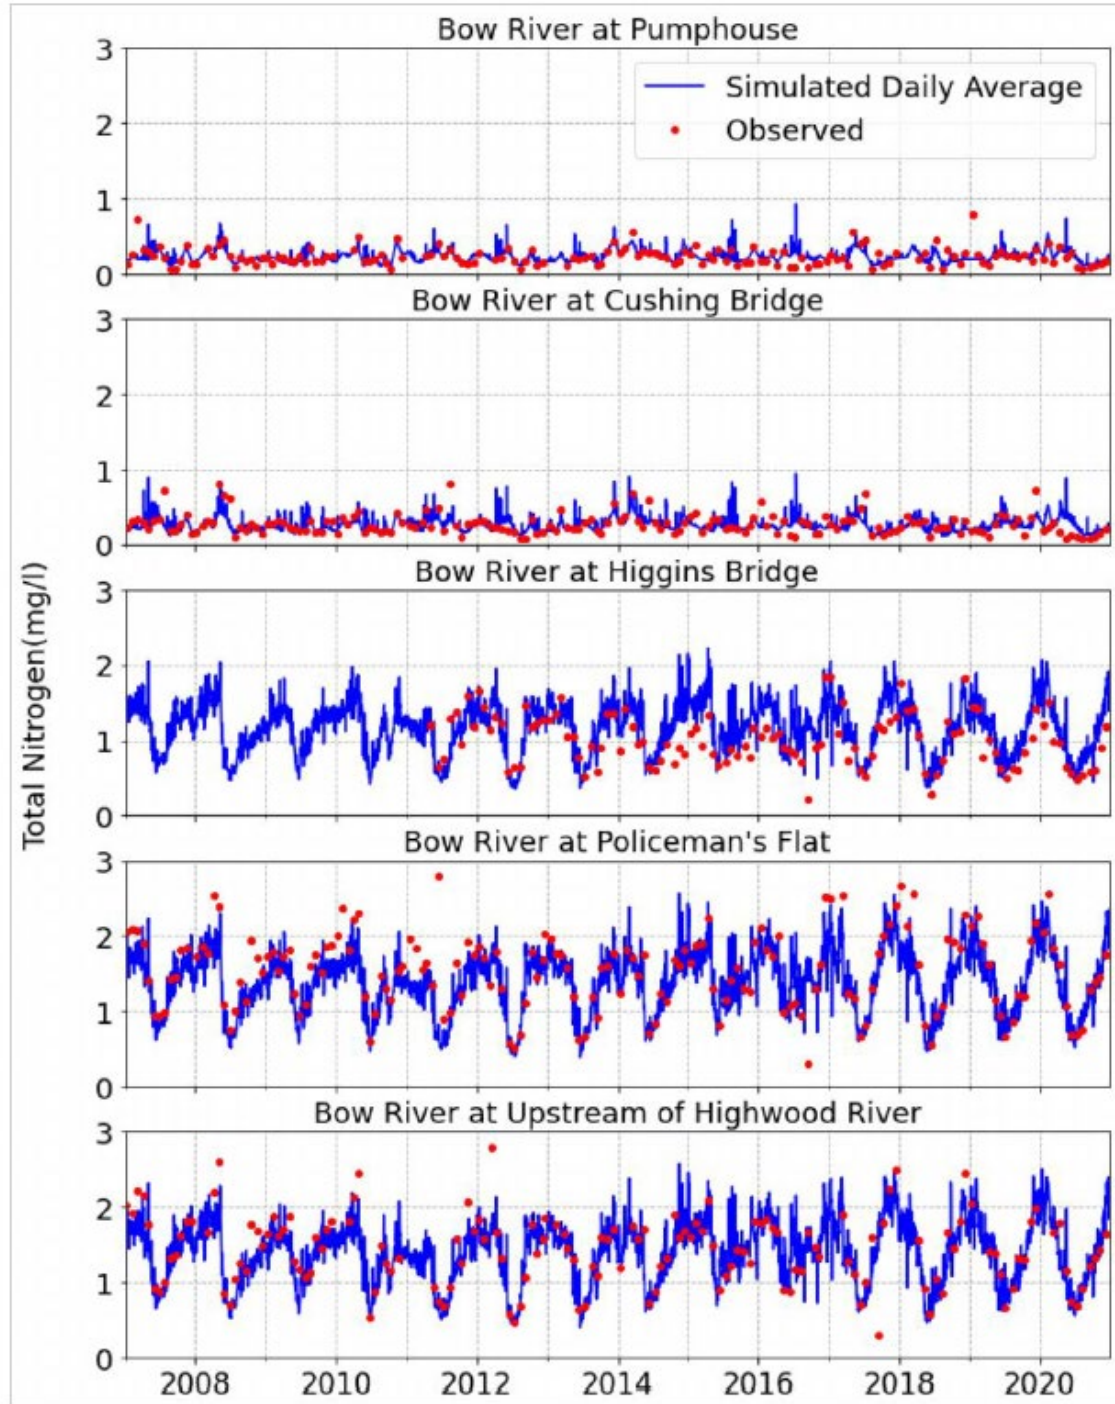 Bow River at Pumphouse
3
2
1
0
Simulated Daily Average
Observed
Bow River at Cushing Bridge
3
2
1
0
Bow River at Higgins Bridge
3
2
1
0
Total Nitrogen(mg/l)
Bow River at Policeman's Flat
3
2
1
0
Bow River at Upstream of Highwood River
3
2
1
0
2008 2010 2012 2014 2016 2018 2020